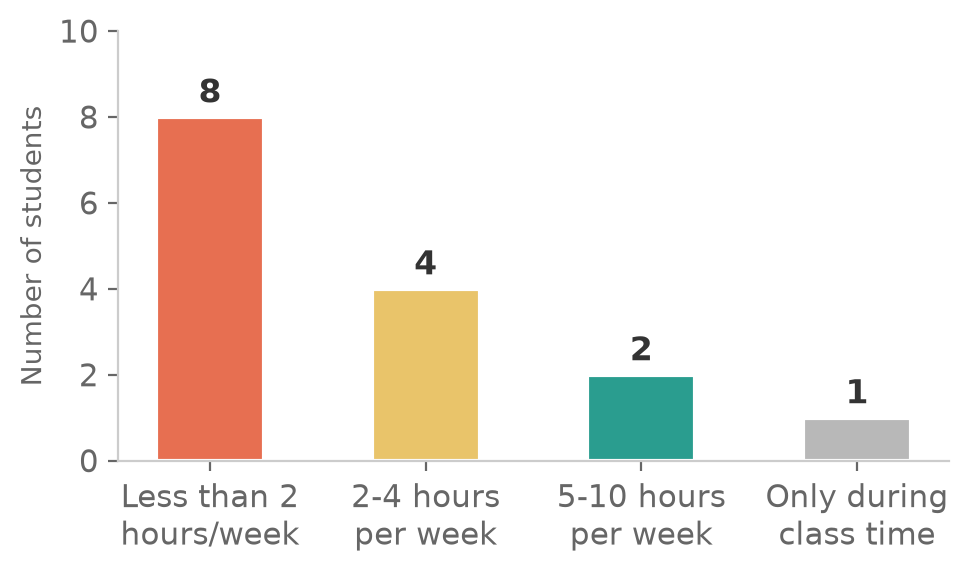 10
8
6
4
2
0
Number of students
8
4
2
1
Less than 2
hours/week
2-4 hours
per week
5-10 hours
per week
Only during
class time